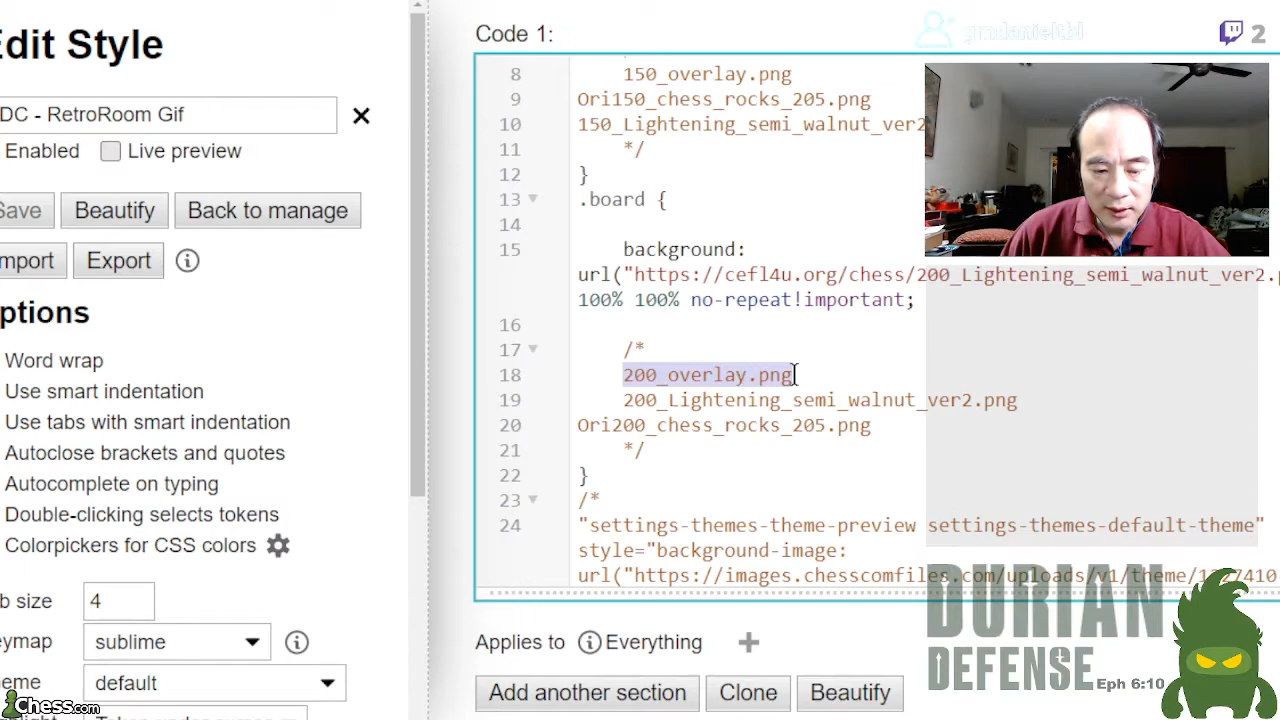 dit Style
DC - RetroRoom Gif
Enabled
Live preview
Save
Beautify
Back to manage
mport
Export
ptions
Word wrap
Use smart indentation
Use tabs with smart indentation
Autoclose brackets and quotes
Autocomplete on typing
Double-clicking selects tokens
Colorpickers for CSS colors
b size
4
eymap
sublime
eme
default
Chess.com
Code 1:
8 150_overlay.png
9 Ori150_chess_rocks_205.png
10 150_Lightening_semi_walnut_ver2
11 */
12 }
13 .board {
14
15 background:
url("https://cefl4u.org/chess/200_Lightening_semi_walnut_ver2.p
100% 100% no-repeat!important;
16
17 /*
18 200_overlay.png
19 200_Lightening_semi_walnut_ver2.png
20 Ori200_chess_rocks_205.png
21 */
22 }
23 /*
24 "settings-themes-theme-preview settings-themes-default-theme"
style="background-image:
url("https://images.chesscomfiles.com/uploads/v1/theme/
Applies to
Everything
Add another section
Clone
Beautify
2
DURIAN
DEFENSE
Eph 6:10